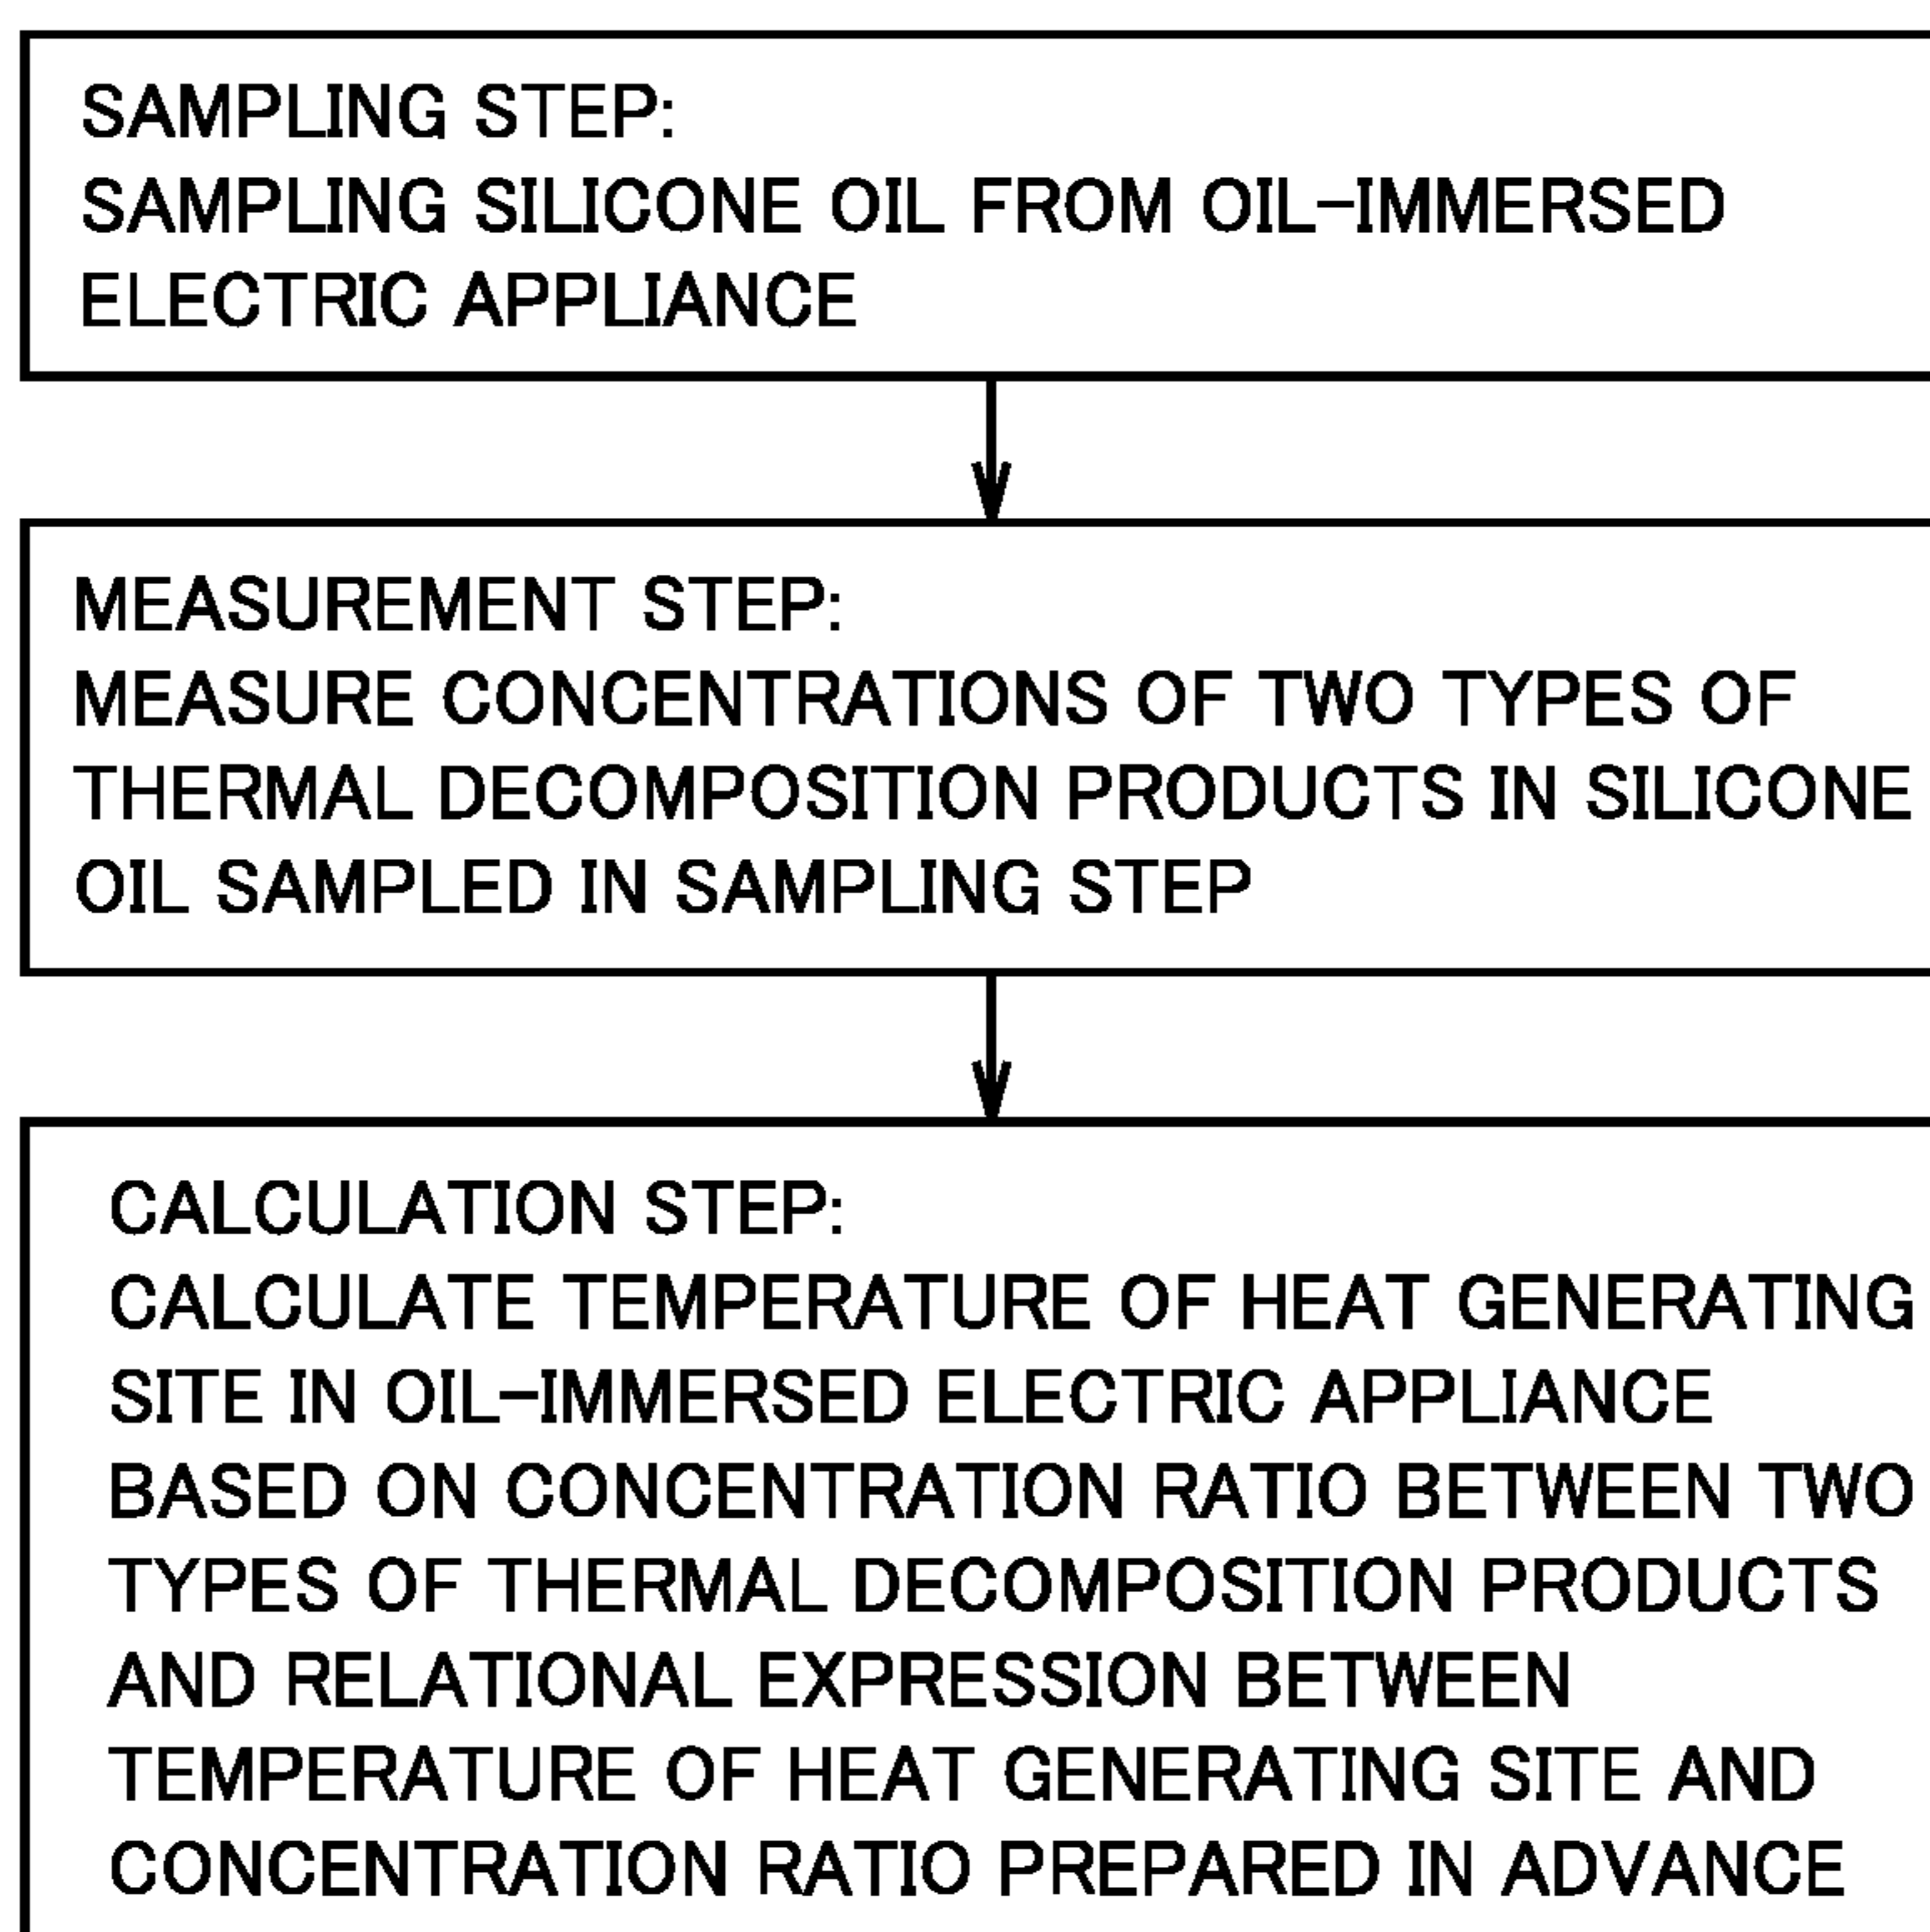 SAMPLING STEP:
SAMPLING SILICONE OIL FROM OIL-IMMERSED
ELECTRIC APPLIANCE
MEASUREMENT STEP:
MEASURE CONCENTRATIONS OF TWO TYPES OF
THERMAL DECOMPOSITION PRODUCTS IN SILICONE
OIL SAMPLED IN SAMPLING STEP
CALCULATION STEP:
CALCULATE TEMPERATURE OF HEAT GENERATING
SITE IN OIL-IMMERSED ELECTRIC APPLIANCE
BASED ON CONCENTRATION RATIO BETWEEN TWO
TYPES OF THERMAL DECOMPOSITION PRODUCTS
AND RELATIONAL EXPRESSION BETWEEN
TEMPERATURE OF HEAT GENERATING SITE AND
CONCENTRATION RATIO PREPARED IN ADVANCE